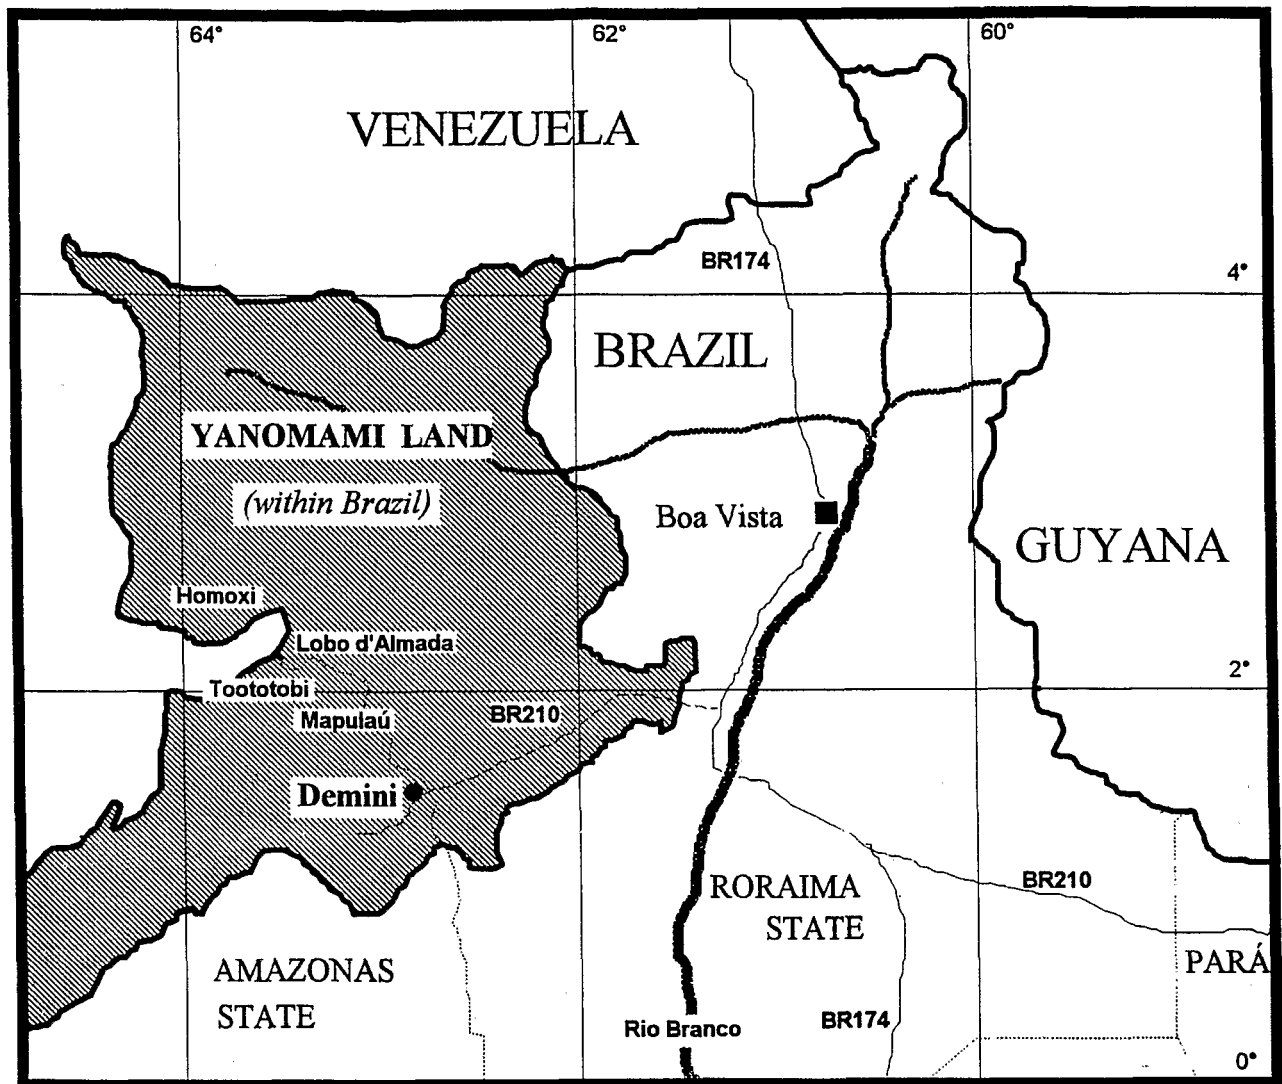 64°
62°
60°
VENEZUELA
BR174
4°
BRAZIL
YANOMAMI LAND
(within Brazil)
Boa Vista
GUYANA
Homoxi
Lobo d'Almada
Toototobi
2°
Mapulaú
BR210
Demini
BR210
RORAIMA
STATE
PARÁ
AMAZONAS
STATE
Rio Branco
BR174
0°